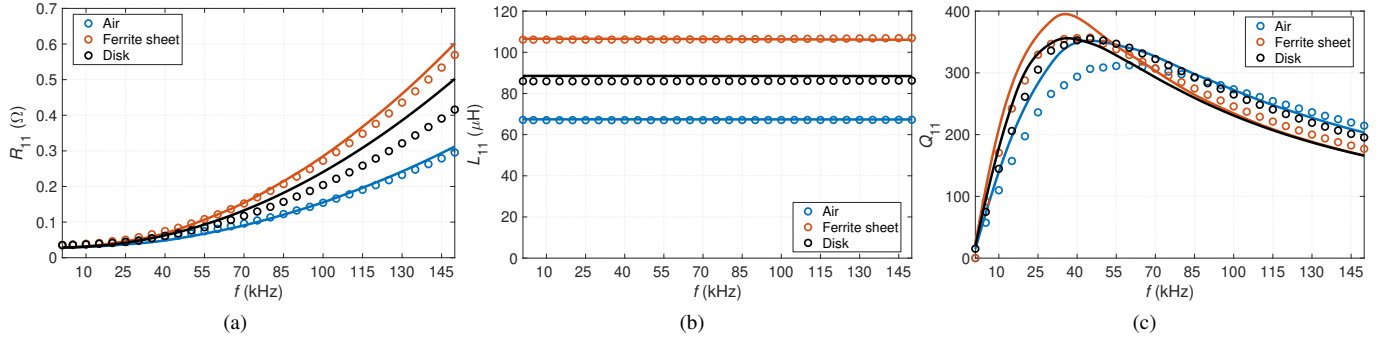 0.7
0.6
0.5
0.4
0.3
0.2
0.1
0
R11 (Ω)
Air
Ferrite sheet
Disk
10 25 40 55 70 85 100 115 130 145
f (kHz)
(a)
120
100
80
60
40
20
0
L11 (μH)
Air
Ferrite sheet
Disk
10 25 40 55 70 85 100 115 130 145
f (kHz)
(b)
400
300
200
100
0
Q11
Air
Ferrite sheet
Disk
10 25 45 40 55 70 85 100 115 130 145
f (kHz)
(c)